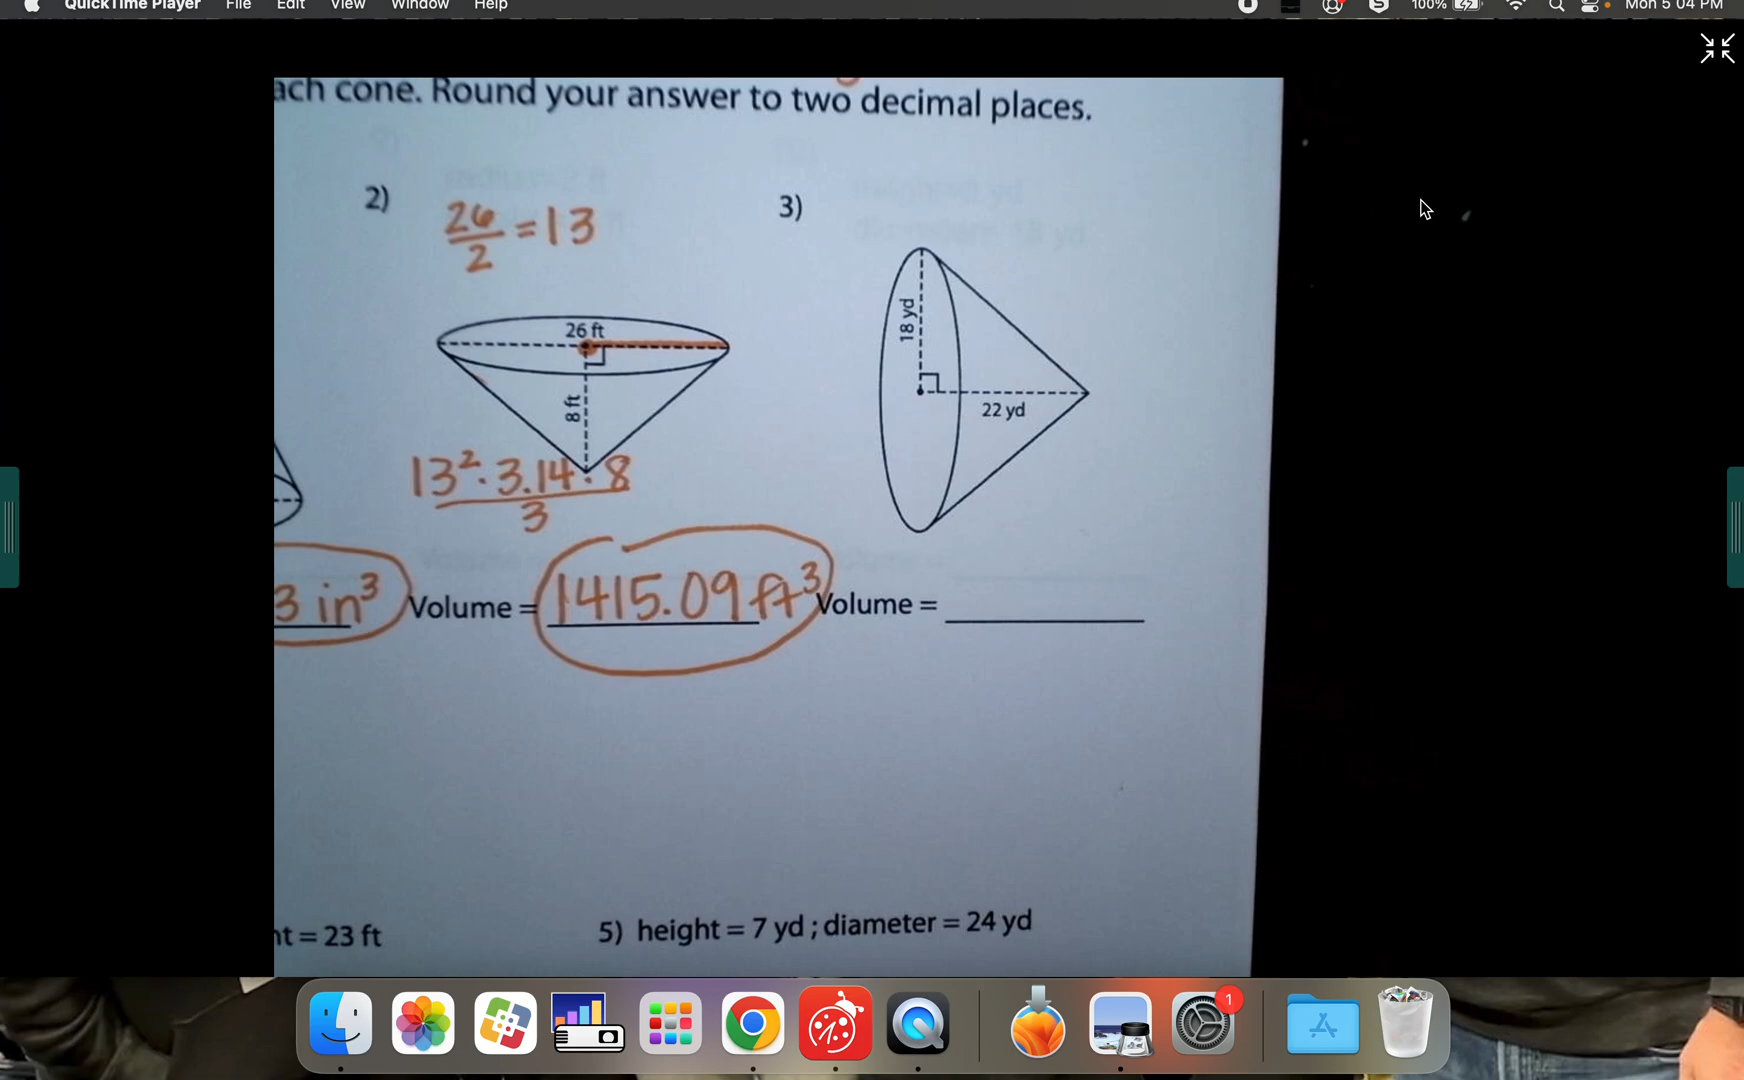 QuickTime Player File Edit View Window Help 100% Mon 5 04 PM
ach cone. Round your answer to two decimal places.
2)
26/2 = 13
26 ft
8 ft
13² · 3.14 · 8
3
3 in³
Volume = 1415.09 ft³
3)
18 yd
22 yd
Volume =
ht = 23 ft
5) height = 7 yd ; diameter = 24 yd
1